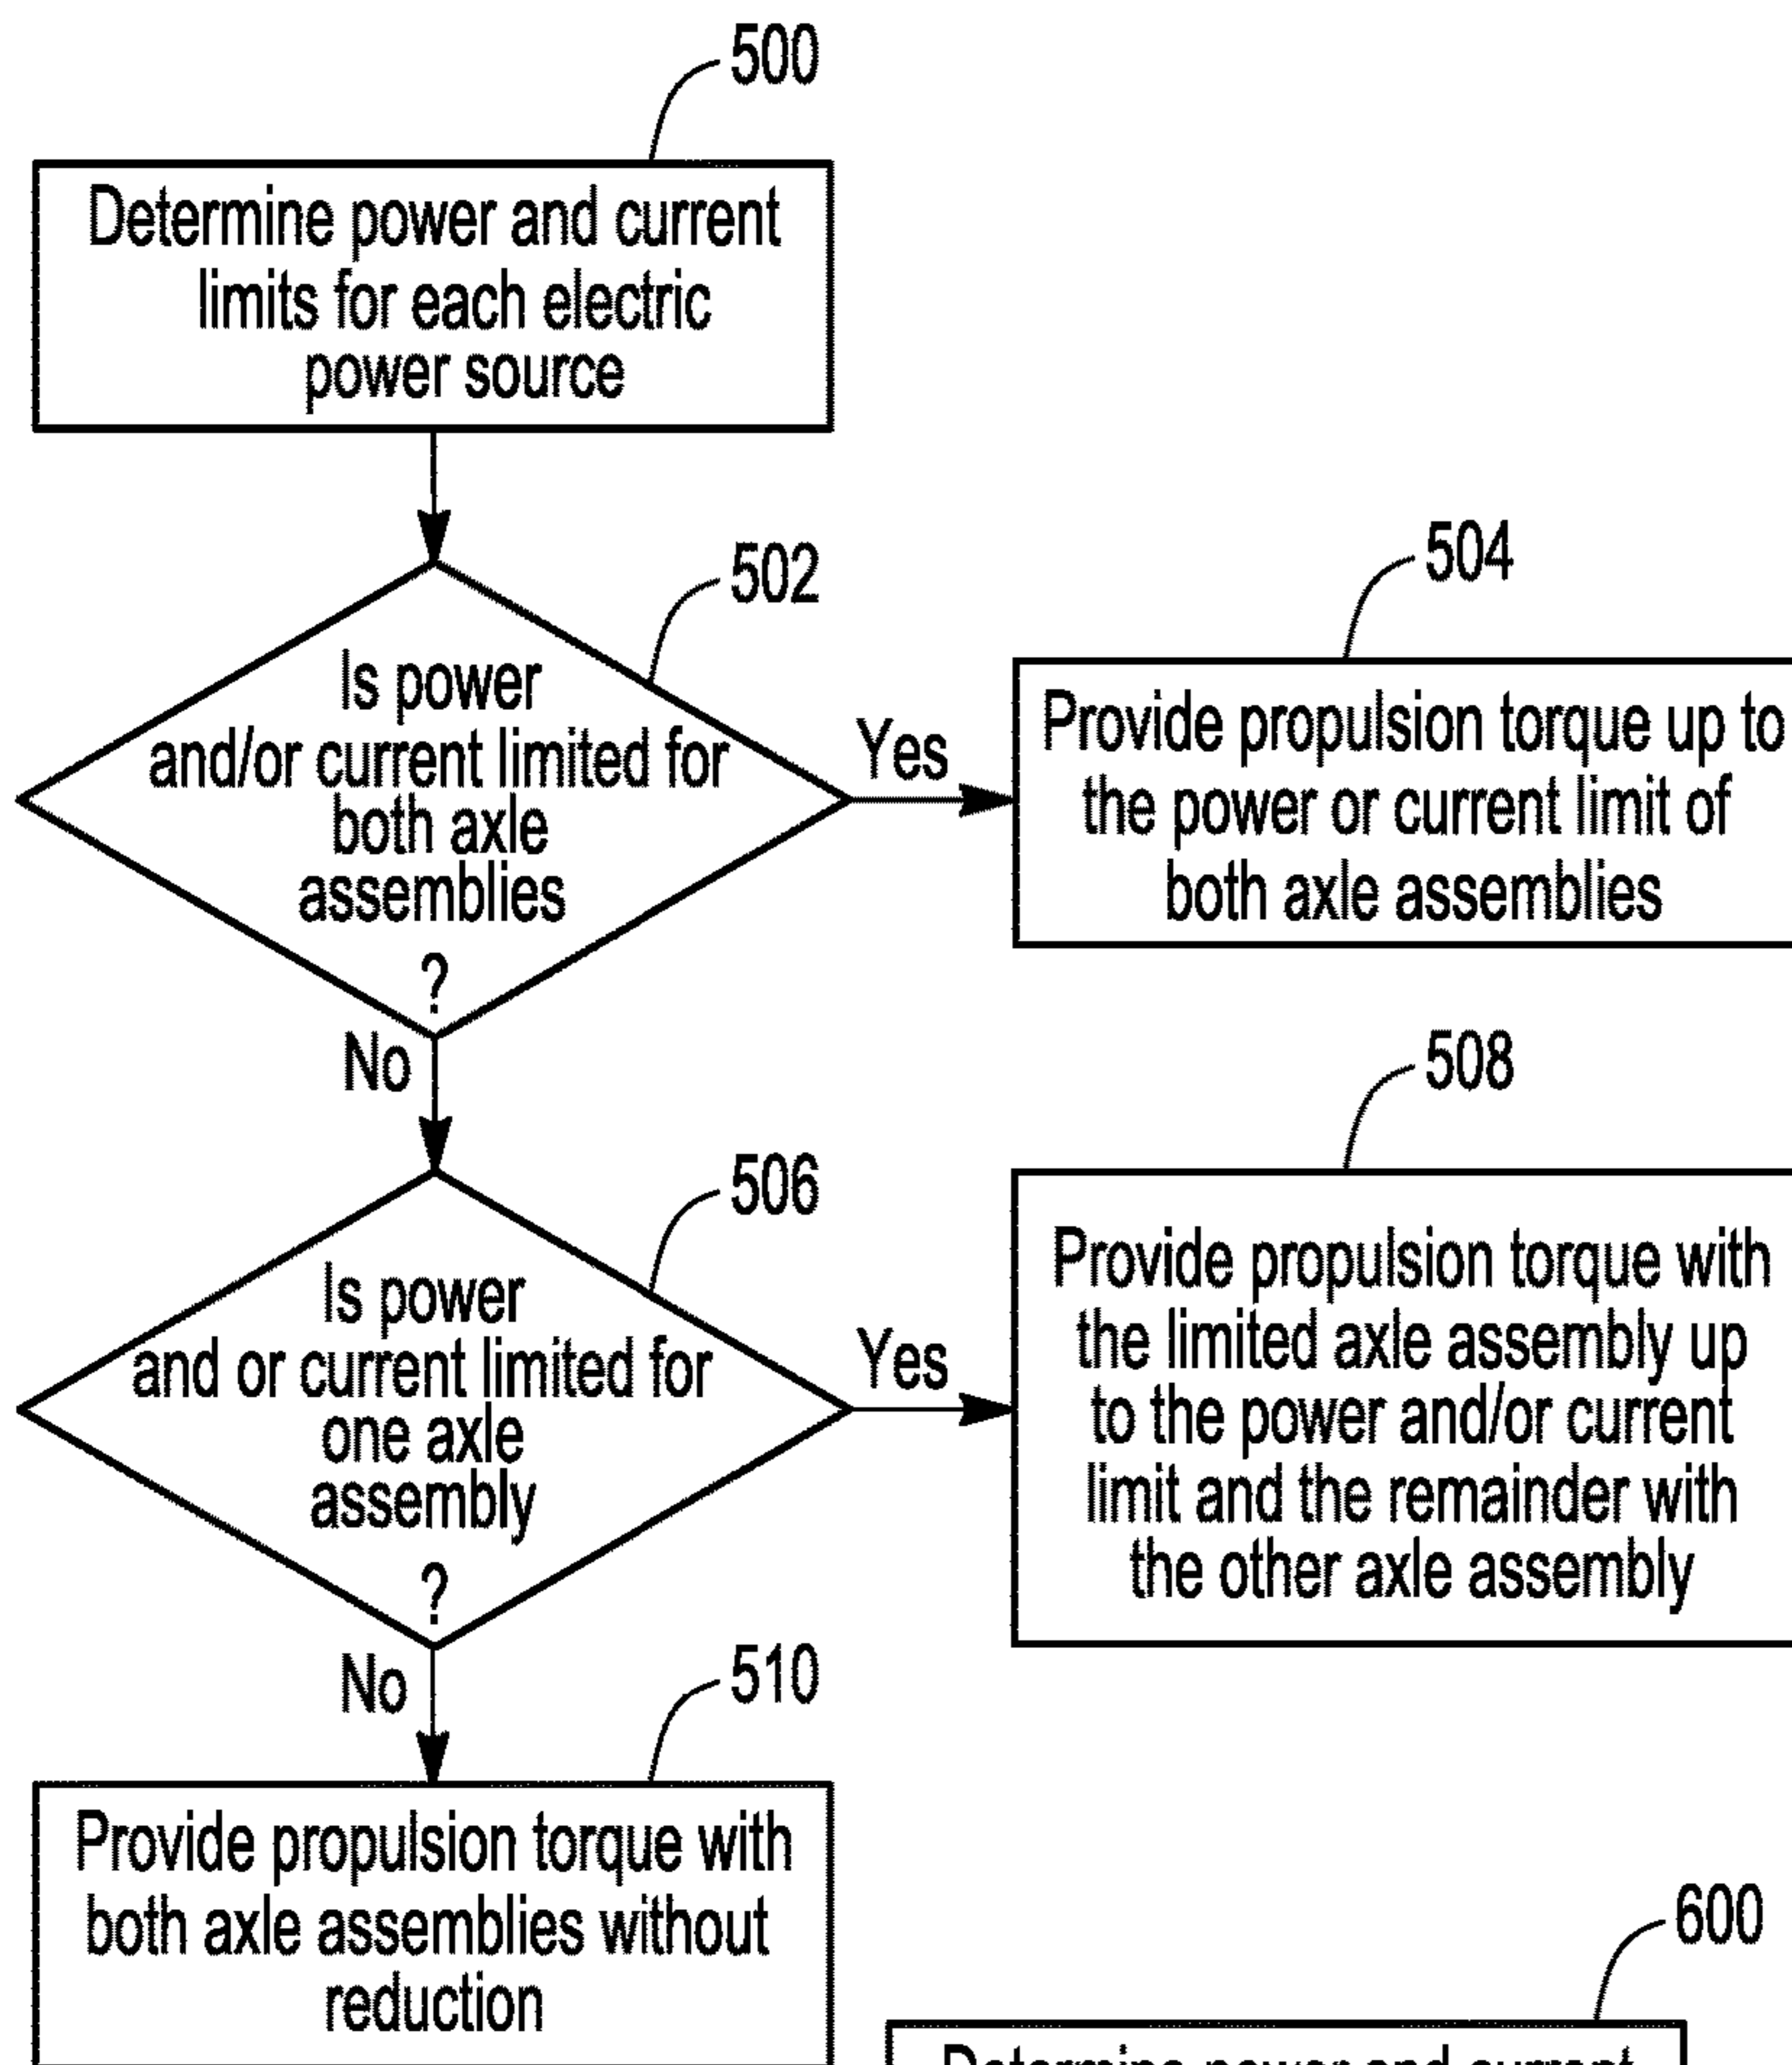 500
Determine power and current
limits for each electric
power source
502
Is power
and/or current limited for
both axle
assemblies
?
Yes
504
Provide propulsion torque up to
the power or current limit of
both axle assemblies
No
506
Is power
and or current limited for
one axle
assembly
?
Yes
508
Provide propulsion torque with
the limited axle assembly up
to the power and/or current
limit and the remainder with
the other axle assembly
No
510
Provide propulsion torque with
both axle assemblies without
reduction
600
Determine power and current